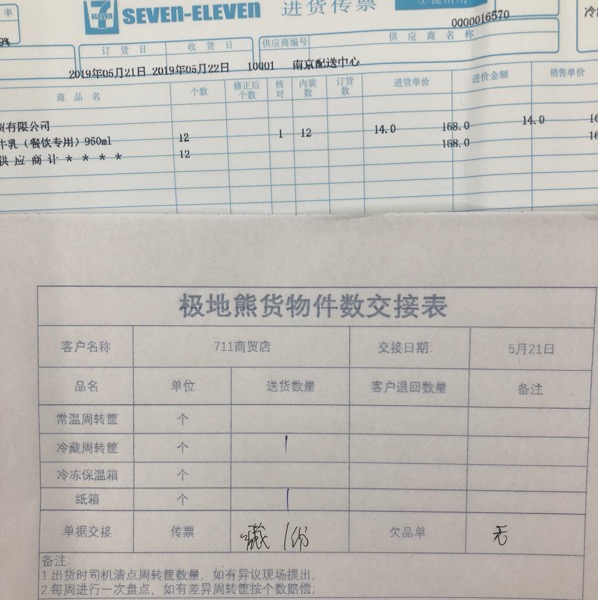 率
9%
7 ELEVEN SEVEN-ELEVEN 进货传票
0000016570
冷
订货日 收货日 供应商编号 供应商名称
2019年05月21日 2019年05月22日 10001 南京配送中心
商品名 个数 修正后个数 核对 内装数 订货数 进货单价 进价金额 销售单价
贸有限公司
牛乳（餐饮专用）950ml 12 1 12 14.0 168.0 14.0 16
供应商计**** 12 168.0 16
极地熊货物件数交接表
客户名称 711商贸店 交接日期: 5月21日
品名 单位 送货数量 客户退回数量 备注
常温周转筐 个
冷藏周转筐 个 1
冷冻保温箱 个
纸箱 个 1
单据交接 传票 1份 欠品单 无
备注:
1.出货时司机清点周转筐数量，如有异议现场提出;
2.每周进行一次盘点，如有差异周转筐按个数赔偿;